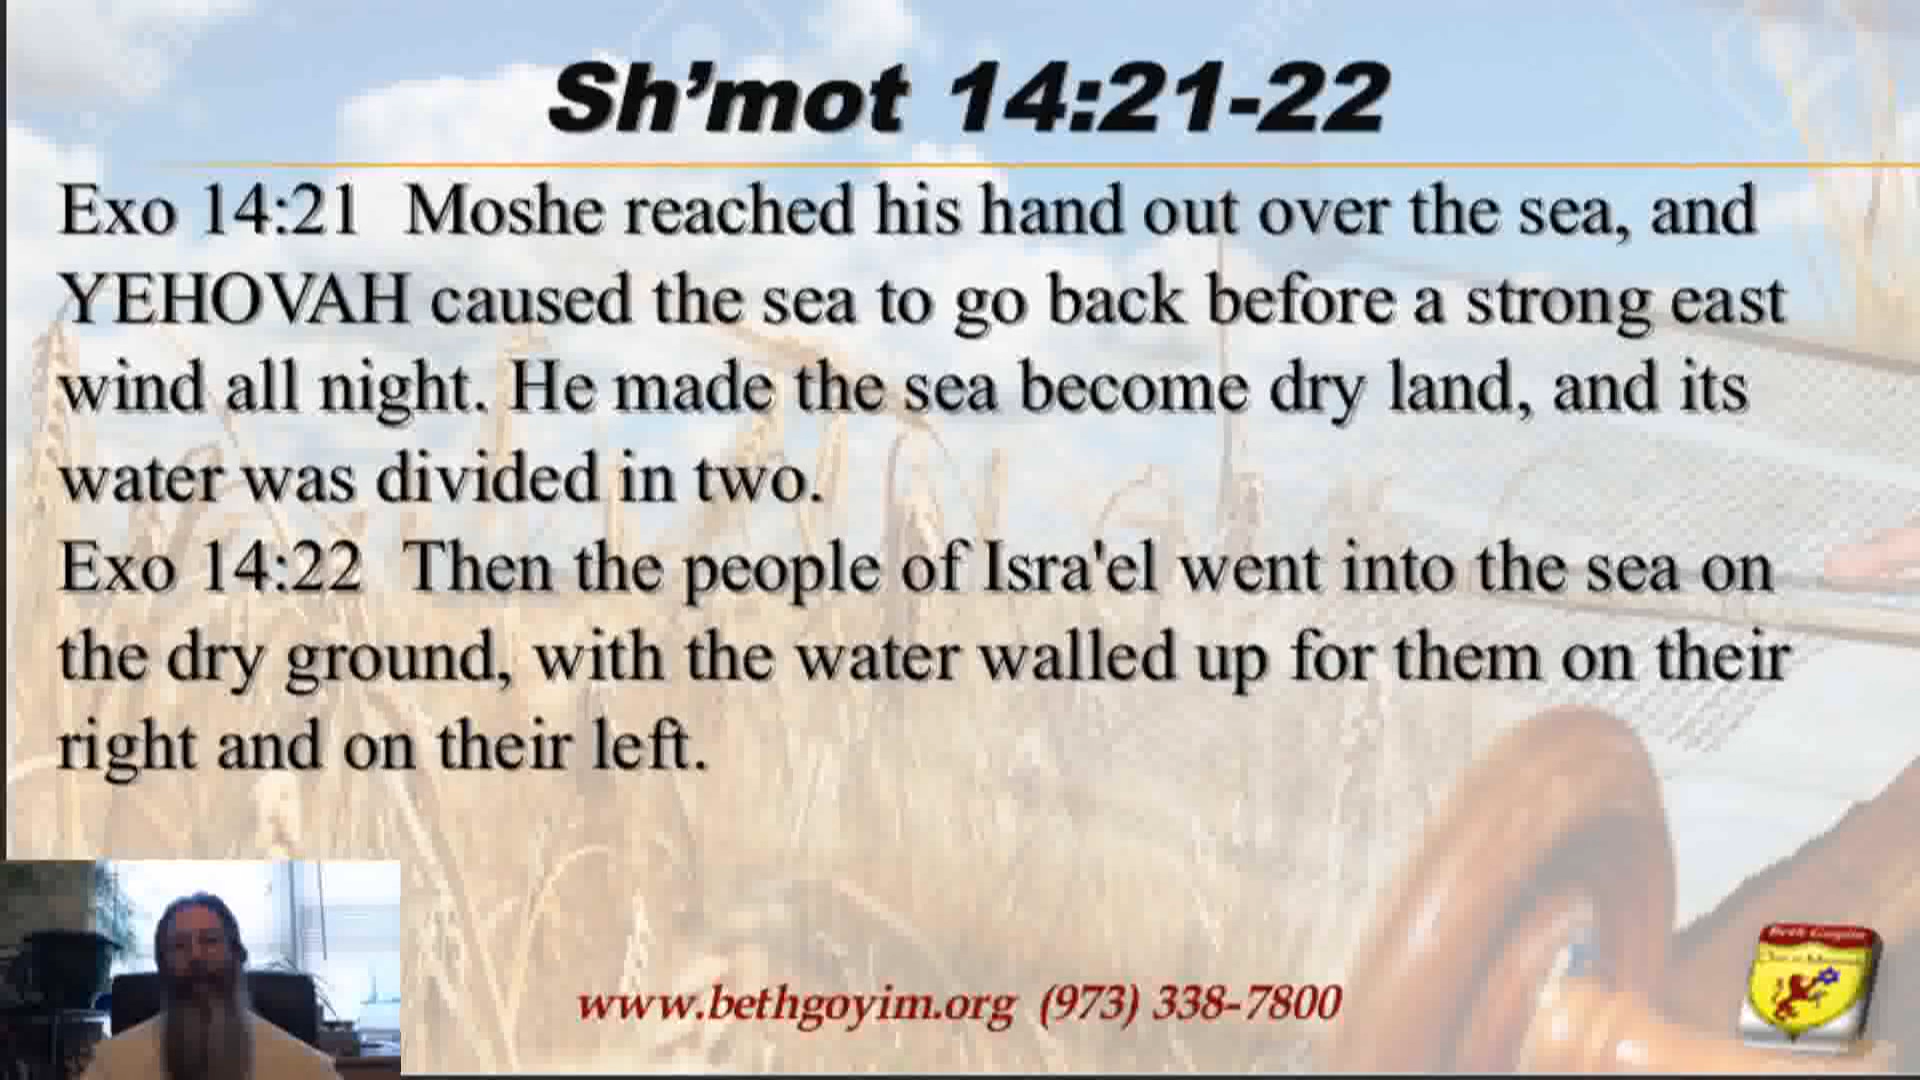 Sh’mot 14:21-22
Exo 14:21 Moshe reached his hand out over the sea, and
YEHOVAH caused the sea to go back before a strong east
wind all night. He made the sea become dry land, and its
water was divided in two.
Exo 14:22 Then the people of Isra'el went into the sea on
the dry ground, with the water walled up for them on their
right and on their left.
www.bethgoyim.org (973) 338-7800
Beth Goyim